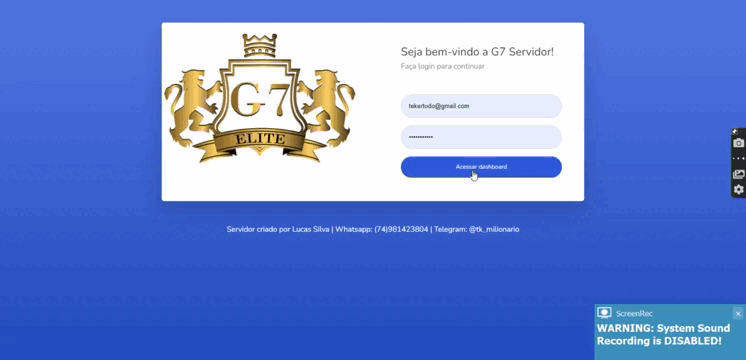 G7
ELITE
Seja bem-vindo a G7 Servidor!
Faça login para continuar
tekertudo@gmail.com
•••••••••••
Acessar dashboard
Servidor criado por Lucas Silva | Whatsapp: (74)981423804 | Telegram: @tk_milionario
ScreenRec
WARNING: System Sound
Recording is DISABLED!